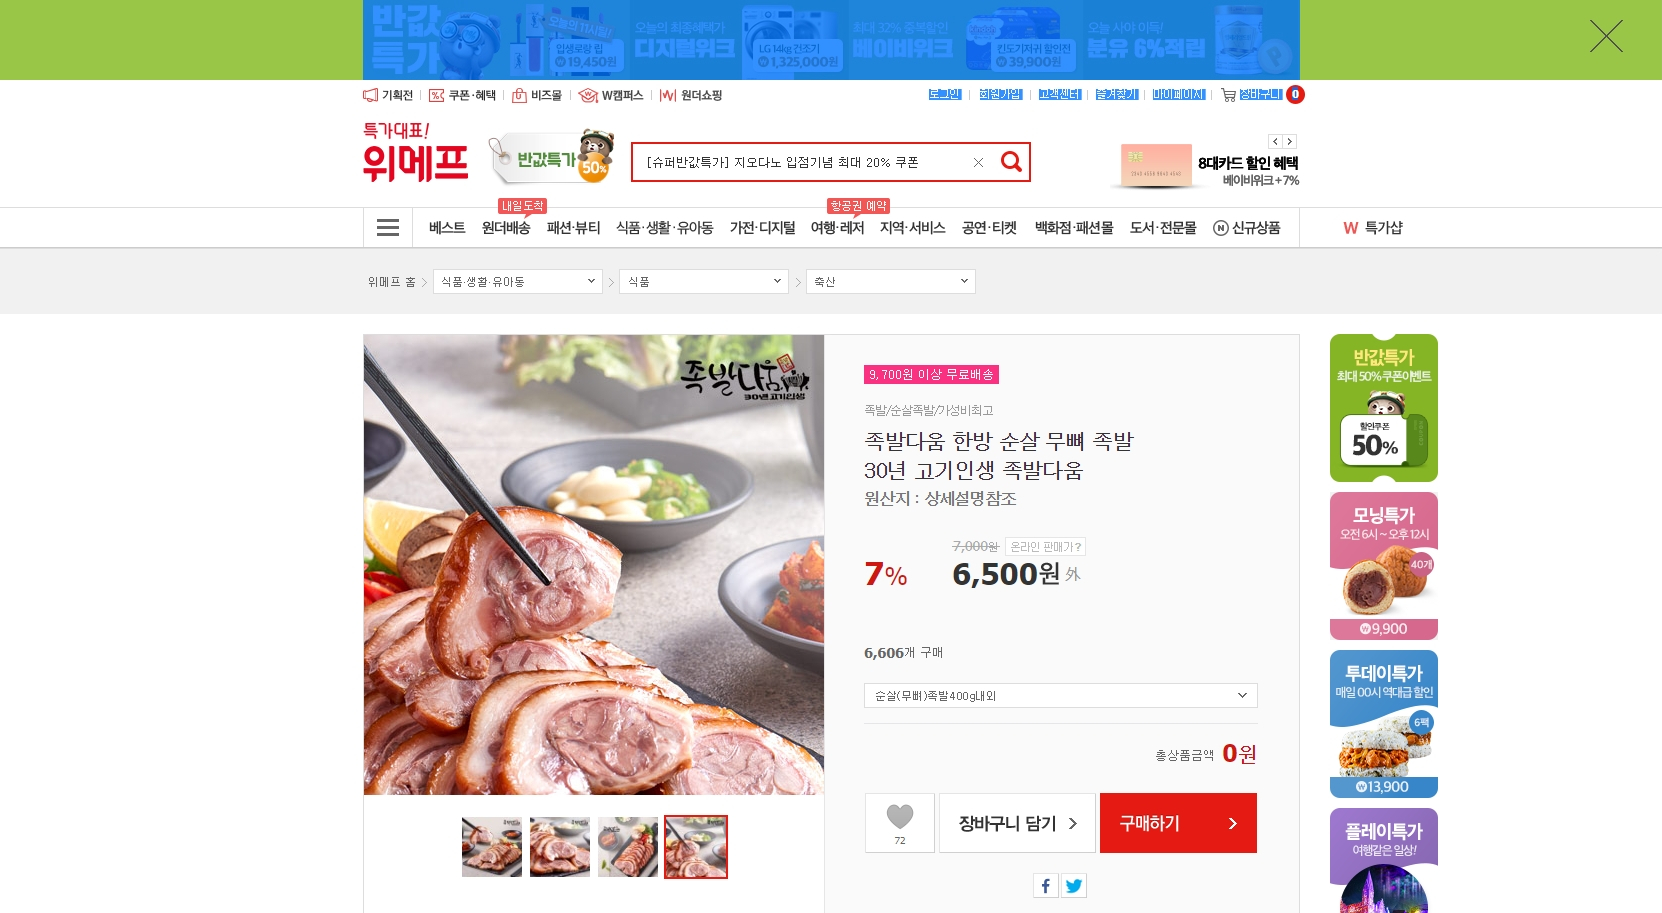 반값
특가
오늘의 11시딜!
입생로랑 립
₩19,450원
오늘의 최종혜택가
디지털위크
LG 14kg 건조기
₩1,325,000원
최대 32% 중복할인
베이비위크
킨도기저귀 할인전
₩39,900원
오늘 사야 이득!
분유 6%적립
기획전
쿠폰·혜택
비즈몰
W캠퍼스
원더쇼핑
로그인
회원가입
고객센터
즐겨찾기
마이페이지
장바구니 0
특가대표!
위메프
반값특가 50%
[슈퍼반값특가] 지오다노 입점기념 최대 20% 쿠폰
8대카드 할인 혜택
베이비위크 +7%
내일도착
항공권 예약
베스트
원더배송
패션·뷰티
식품·생활·유아동
가전·디지털
여행·레저
지역·서비스
공연·티켓
백화점·패션몰
도서·전문몰
N 신규상품
W 특가샵
위메프 홈
식품·생활·유아동
식품
축산
족발다움
30년 고기인생
9,700원 이상 무료배송
족발/순살족발/가성비최고
족발다움 한방 순살 무뼈 족발
30년 고기인생 족발다움
원산지 : 상세설명참조
7,000원 온라인 판매가?
7% 6,500원 外
6,606개 구매
순살(무뼈)족발400g내외
총상품금액 0원
72
장바구니 담기
구매하기
반값특가
최대 50% 쿠폰이벤트
할인쿠폰
50%
모닝특가
오전 6시 ~ 오후 12시
40개
₩9,900
투데이특가
매일 00시 역대급 할인
6팩
₩13,900
플레이특가
여행같은 일상!